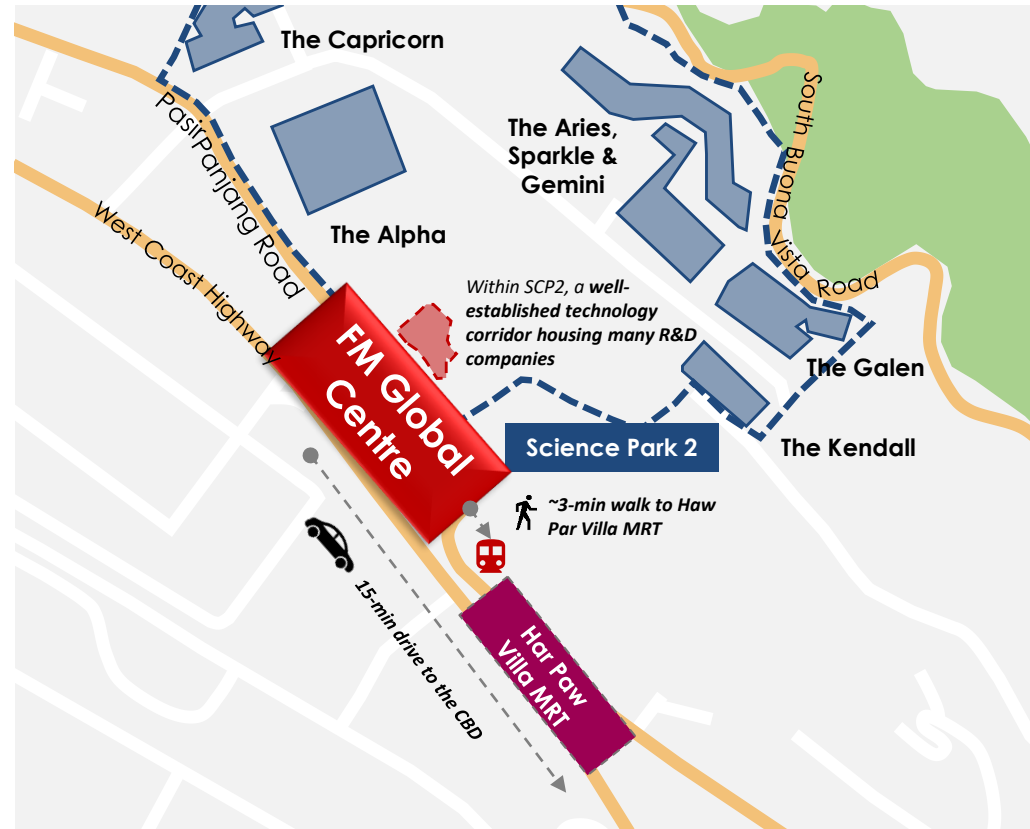 The Capricorn
The Aries,
Sparkle &
Gemini
South Buona Vista Road
Pasir Panjang Road
West Coast Highway
The Alpha
Within SCP2, a well-
established technology
corridor housing many R&D
companies
FM Global
Centre
The Galen
The Kendall
Science Park 2
~3-min walk to Haw
Par Villa MRT
15-min drive to the CBD
Har Paw
Villa MRT